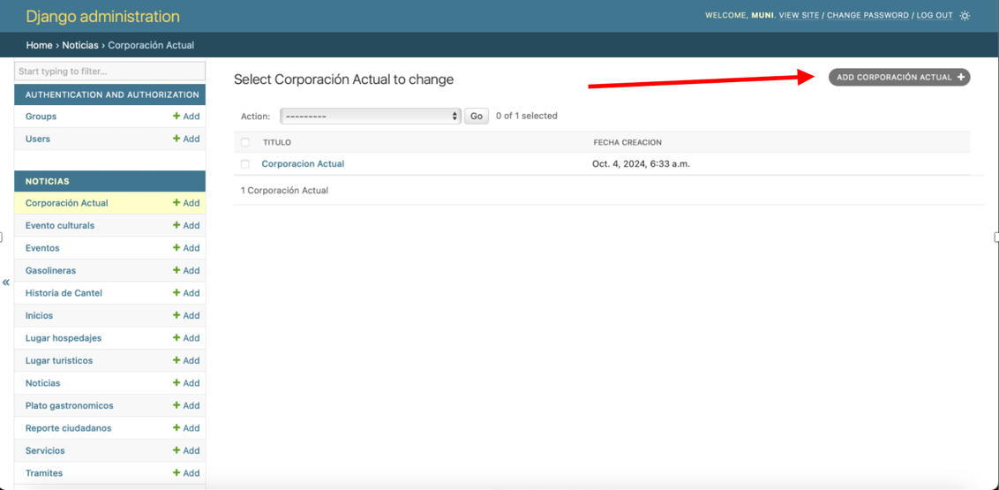 Django administration
WELCOME, MUNI. VIEW SITE / CHANGE PASSWORD / LOG OUT
Home › Noticias › Corporación Actual
Start typing to filter...
AUTHENTICATION AND AUTHORIZATION
Groups + Add
Users + Add
NOTICIAS
Corporación Actual + Add
Evento culturals + Add
Eventos + Add
Gasolineras + Add
Historia de Cantel + Add
Inicios + Add
Lugar hospedajes + Add
Lugar turisticos + Add
Noticias + Add
Plato gastronomicos + Add
Reporte ciudadanos + Add
Servicios + Add
Tramites + Add
«
Select Corporación Actual to change
ADD CORPORACIÓN ACTUAL +
Action: --------- Go 0 of 1 selected
TITULO FECHA CREACION
Corporacion Actual Oct. 4, 2024, 6:33 a.m.
1 Corporación Actual